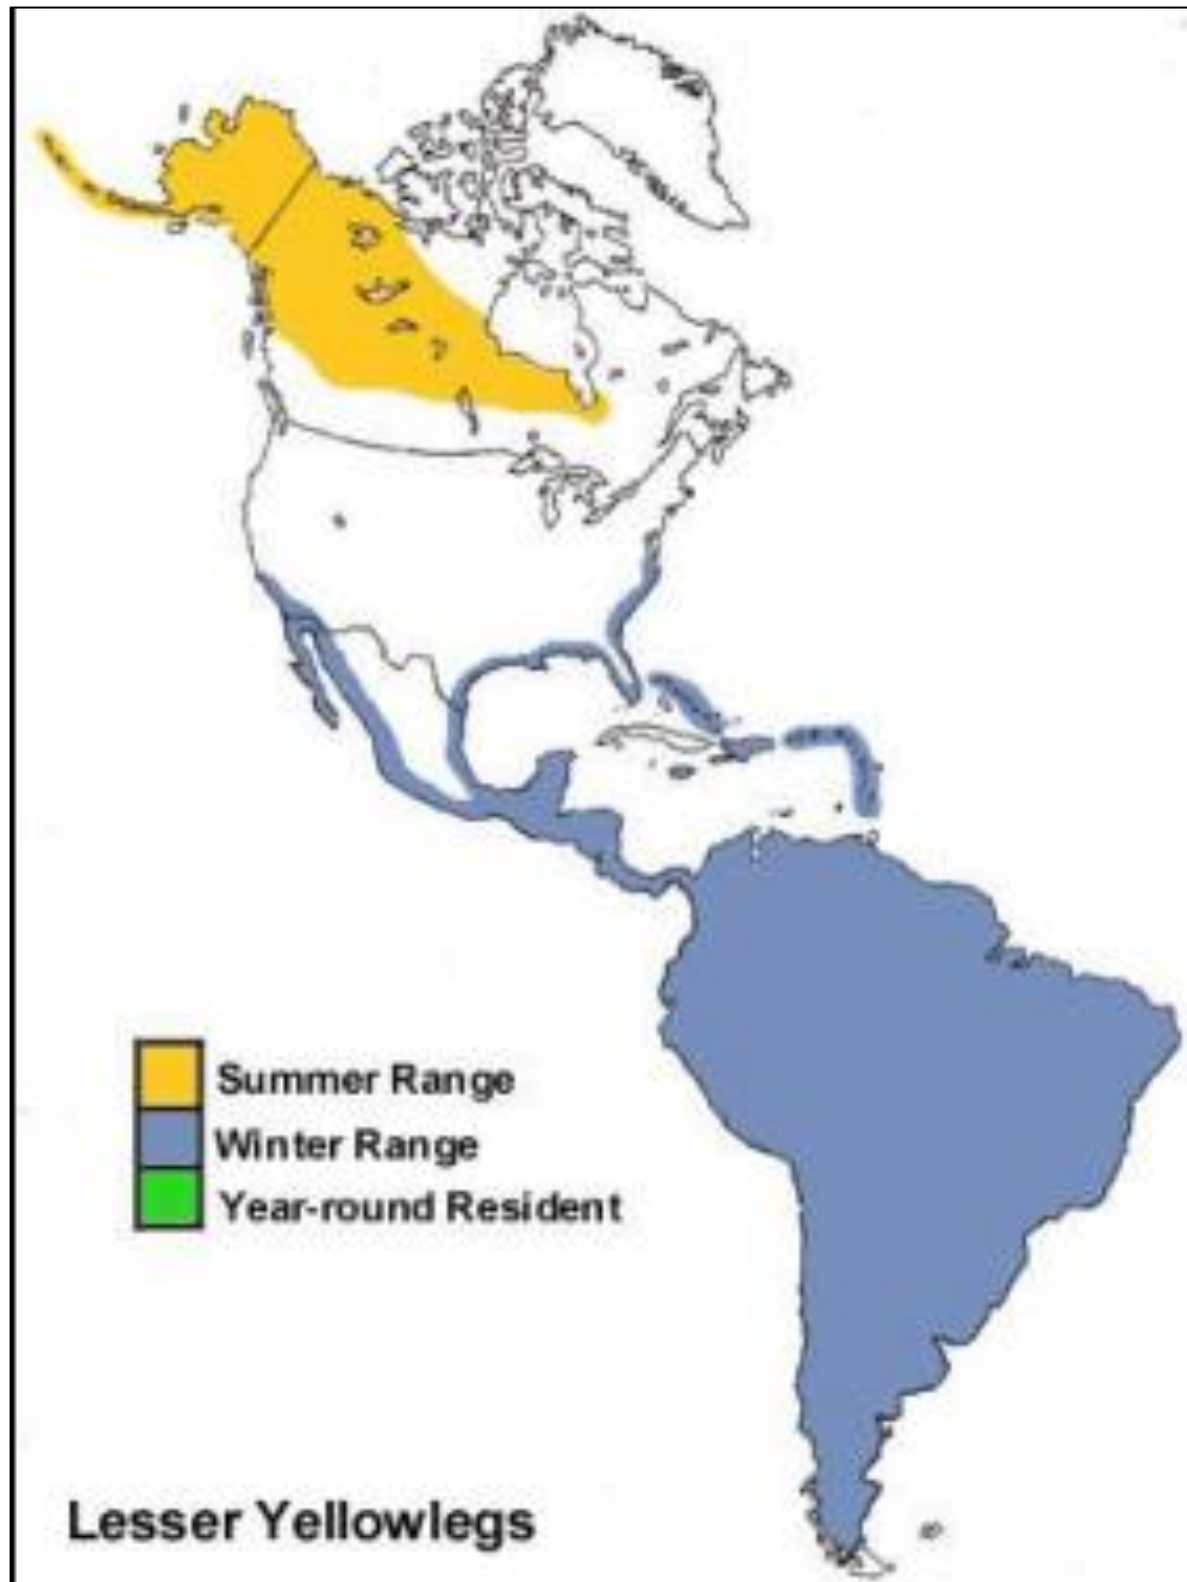 Summer Range
Winter Range
Year-round Resident
Lesser Yellowlegs